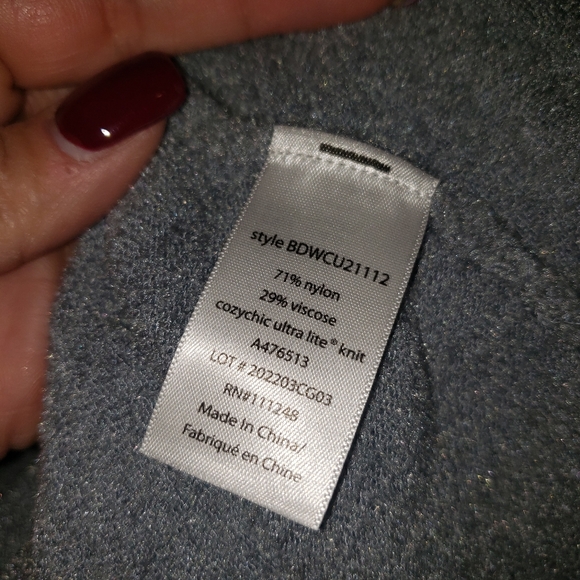 style BDWCU21112
71% nylon
29% viscose
cozychic ultra lite® knit
A476513
LOT # 202203CG03
RN#111248
Made In China/
Fabriqué en Chine